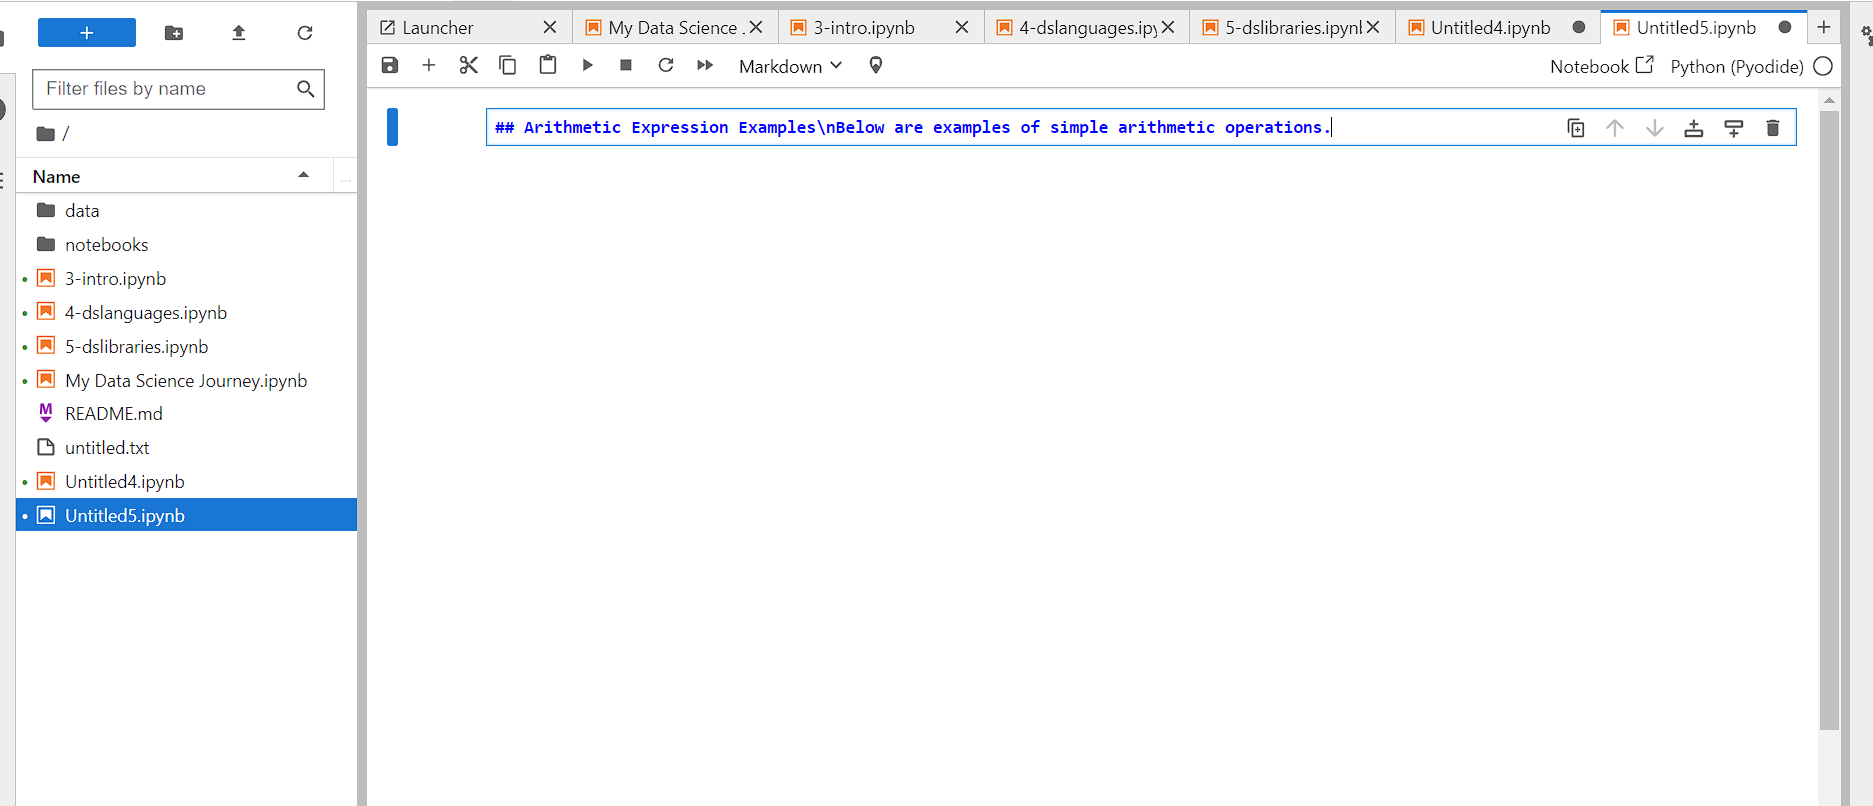 Launcher
My Data Science .
3-intro.ipynb
4-dslanguages.ipy
5-dslibraries.ipynl
Untitled4.ipynb
Untitled5.ipynb
Markdown
Notebook
Python (Pyodide)
Filter files by name
/
Name
...
data
notebooks
3-intro.ipynb
4-dslanguages.ipynb
5-dslibraries.ipynb
My Data Science Journey.ipynb
README.md
untitled.txt
Untitled4.ipynb
Untitled5.ipynb
## Arithmetic Expression Examples\nBelow are examples of simple arithmetic operations.